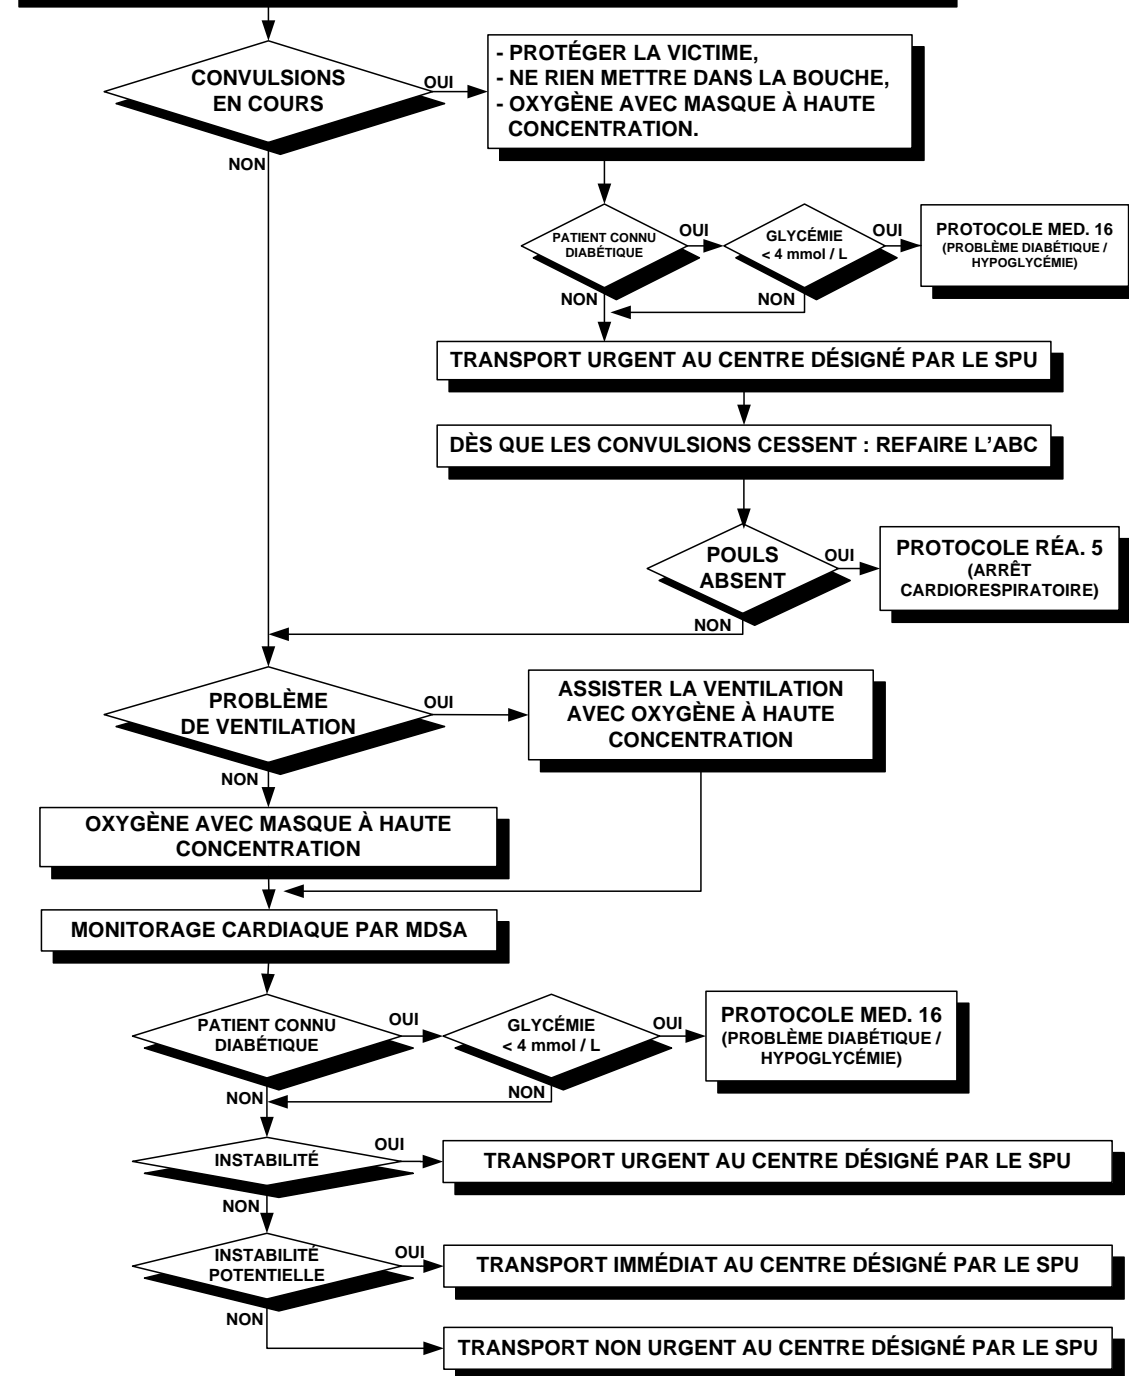 CONVULSIONS
EN COURS
OUI
- PROTÉGER LA VICTIME,
- NE RIEN METTRE DANS LA BOUCHE,
- OXYGÈNE AVEC MASQUE À HAUTE
CONCENTRATION.
NON
PATIENT CONNU
DIABÉTIQUE
OUI
GLYCÉMIE
< 4 mmol / L
OUI
PROTOCOLE MED. 16
(PROBLÈME DIABÉTIQUE /
HYPOGLYCÉMIE)
NON
NON
TRANSPORT URGENT AU CENTRE DÉSIGNÉ PAR LE SPU
DÈS QUE LES CONVULSIONS CESSENT : REFAIRE L'ABC
POULS
ABSENT
OUI
PROTOCOLE RÉA. 5
(ARRÊT
CARDIORESPIRATOIRE)
NON
PROBLÈME
DE VENTILATION
OUI
ASSISTER LA VENTILATION
AVEC OXYGÈNE À HAUTE
CONCENTRATION
NON
OXYGÈNE AVEC MASQUE À HAUTE
CONCENTRATION
MONITORAGE CARDIAQUE PAR MDSA
PATIENT CONNU
DIABÉTIQUE
OUI
GLYCÉMIE
< 4 mmol / L
OUI
PROTOCOLE MED. 16
(PROBLÈME DIABÉTIQUE /
HYPOGLYCÉMIE)
NON
NON
INSTABILITÉ
OUI
TRANSPORT URGENT AU CENTRE DÉSIGNÉ PAR LE SPU
NON
INSTABILITÉ
POTENTIELLE
OUI
TRANSPORT IMMÉDIAT AU CENTRE DÉSIGNÉ PAR LE SPU
NON
TRANSPORT NON URGENT AU CENTRE DÉSIGNÉ PAR LE SPU